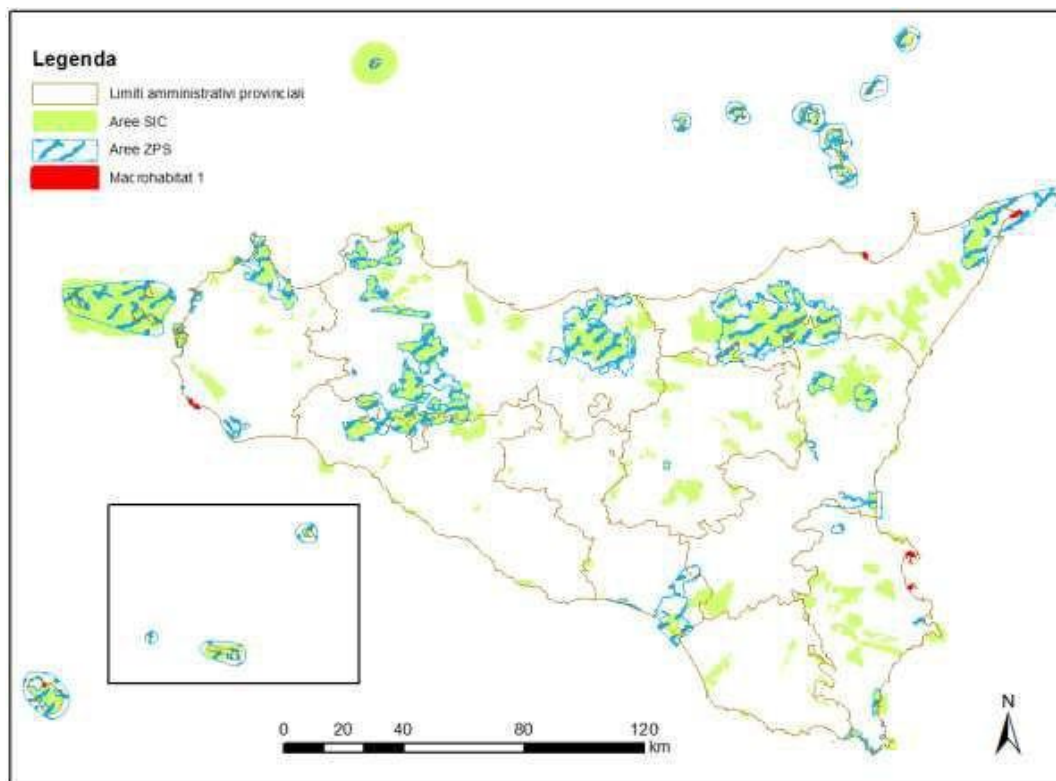 Legenda
Limiti amministrativi provinciali
Aree SIC
Aree ZPS
Macrohabitat 1
N
0 20 40 80 120
km